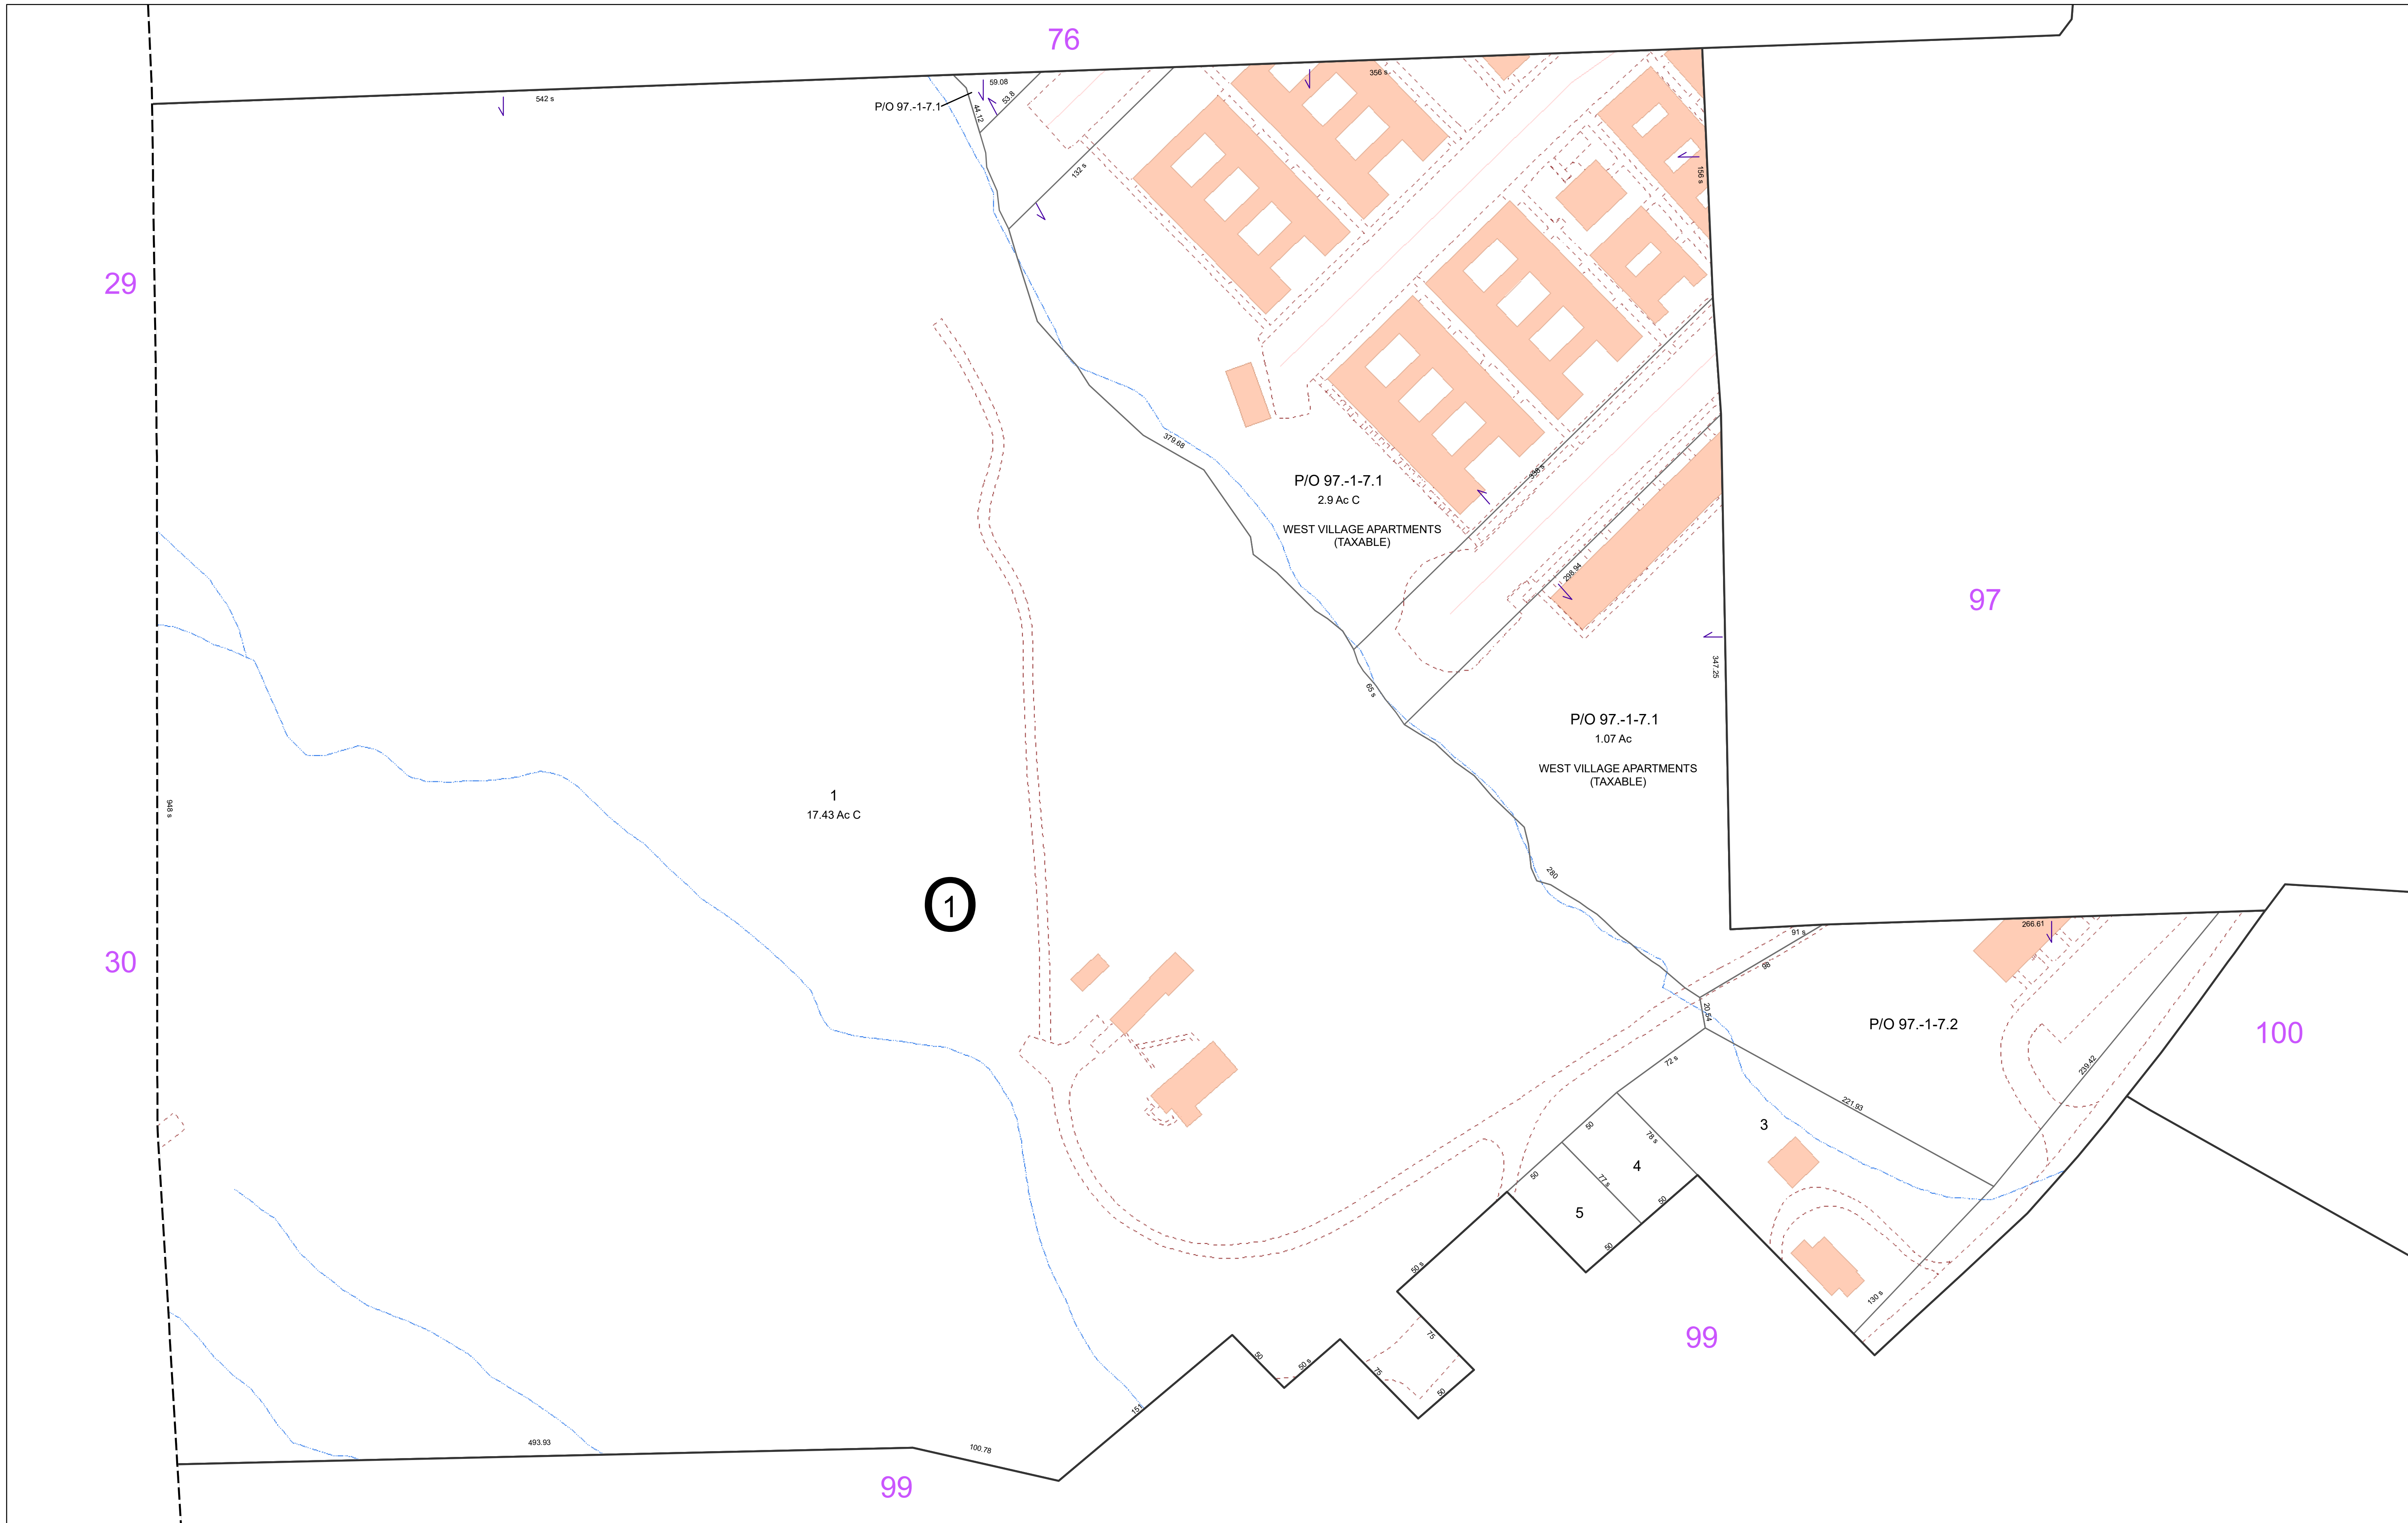 76
542 s
59.08
356 s
P/O 97.-1-7.1
44.12
53.8
132 s
156 s
29
379.68
P/O 97.-1-7.1
2.9 Ac C
WEST VILLAGE APARTMENTS
(TAXABLE)
298.94
97
65 s
347.25
P/O 97.-1-7.1
1.07 Ac
WEST VILLAGE APARTMENTS
(TAXABLE)
948 s
1
17.43 Ac C
280
1
30
91 s
98
266.61
20.54
P/O 97.-1-7.2
100
72 s
239.42
221.93
50
78 s
3
4
77 s
50
50
5
50
130 s
50 s
75
99
50
50 s
75
50
151
493.93
100.78
99